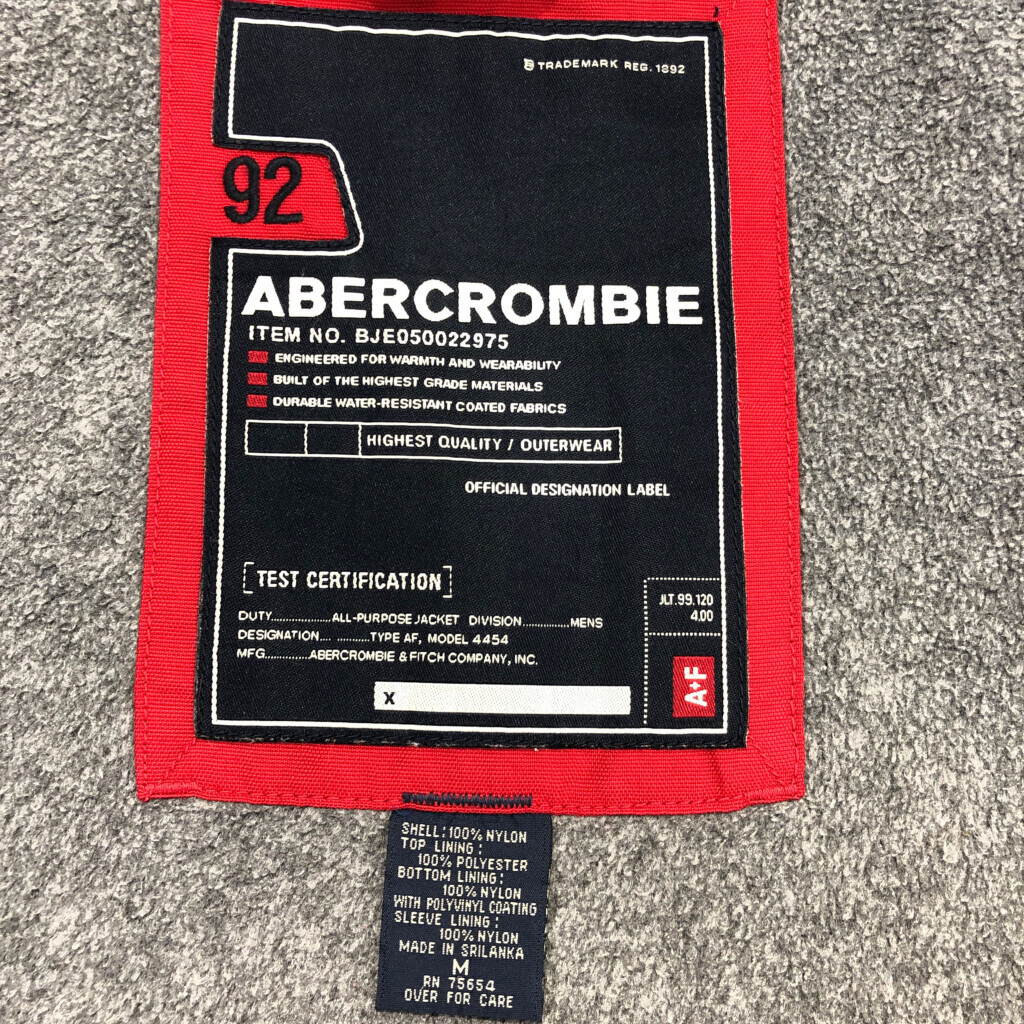 TRADEMARK REG. 1892
92
ABERCROMBIE
ITEM NO. BJE050022975
ENGINEERED FOR WARMTH AND WEARABILITY
BUILT OF THE HIGHEST GRADE MATERIALS
DURABLE WATER-RESISTANT COATED FABRICS
HIGHEST QUALITY / OUTERWEAR
OFFICIAL DESIGNATION LABEL
[TEST CERTIFICATION]
JLT.99.120
4.00
DUTY.................ALL-PURPOSE JACKET DIVISION..............MENS
DESIGNATION.... ..........TYPE AF, MODEL 4454
MFG.............ABERCROMBIE & FITCH COMPANY, INC.
A+F
X
SHELL: 100% NYLON
TOP LINING:
100% POLYESTER
BOTTOM LINING:
100% NYLON
WITH POLYVINYL COATING
SLEEVE LINING:
100% NYLON
MADE IN SRILANKA
M
RN 75654
OVER FOR CARE